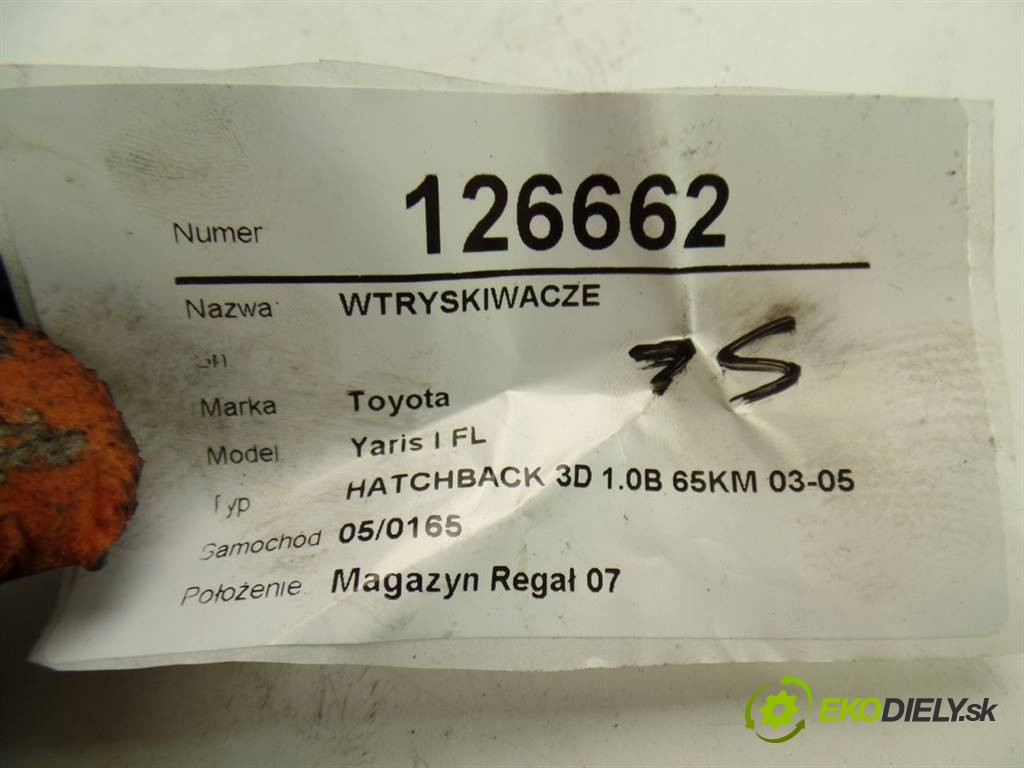 Numer 126662
Nazwa WTRYSKIWACZE
Marka Toyota
Model Yaris I FL
Typ HATCHBACK 3D 1.0B 65KM 03-05
Samochód 05/0165
Położenie Magazyn Regał 07
EKODIELY.sk